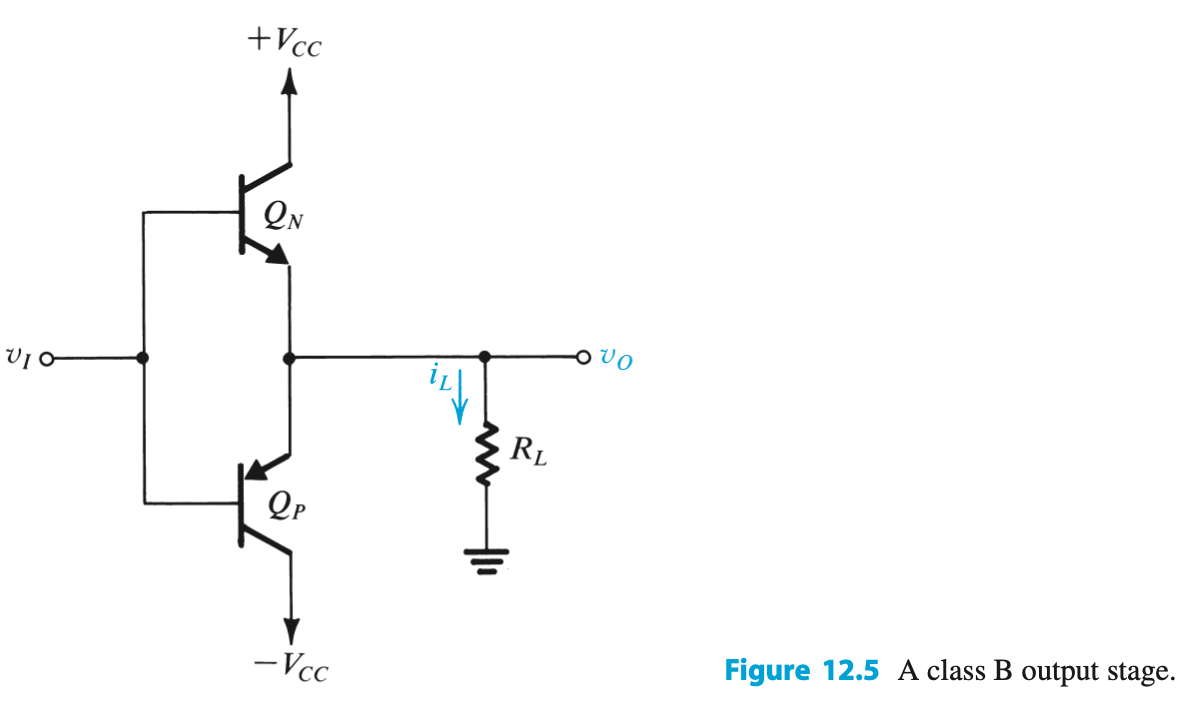 +VCC
QN
vI
vO
iL
RL
QP
−VCC
Figure 12.5 A class B output stage.